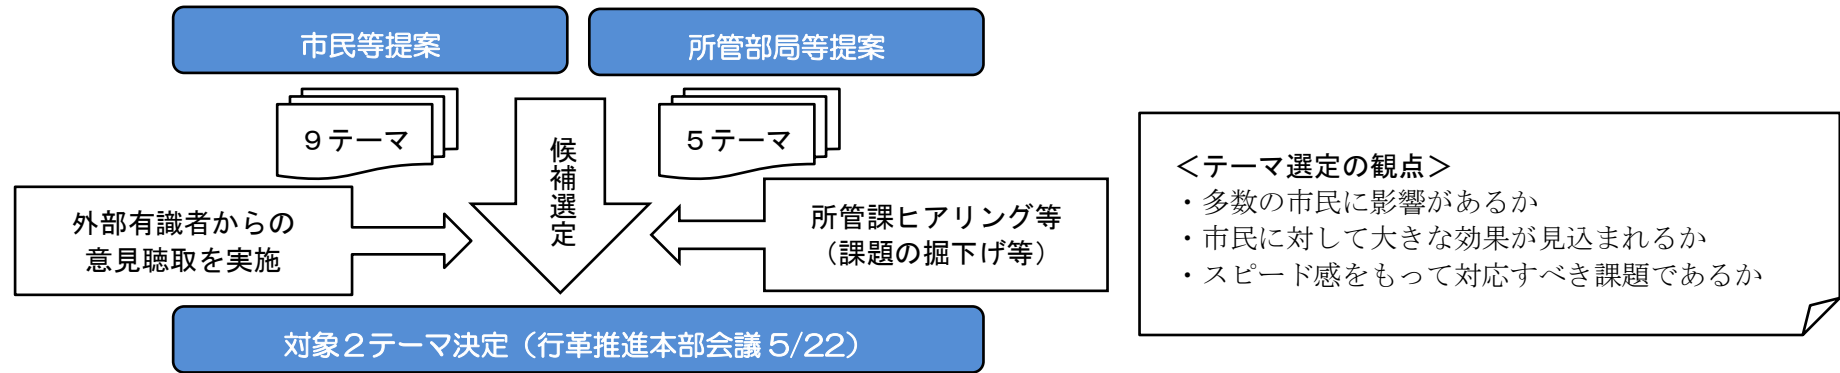 市民等提案
所管部局等提案
９テーマ
５テーマ
候補選定
外部有識者からの
意見聴取を実施
所管課ヒアリング等
（課題の掘下げ等）
対象２テーマ決定（行革推進本部会議 5/22）
＜テーマ選定の観点＞
・多数の市民に影響があるか
・市民に対して大きな効果が見込まれるか
・スピード感をもって対応すべき課題であるか